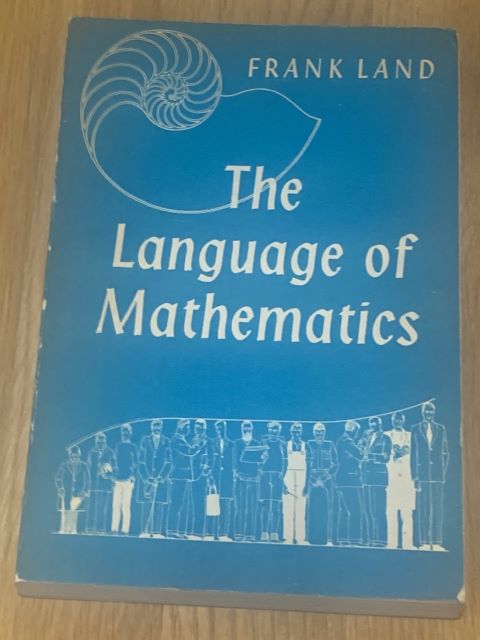 FRANK LAND
The
Language of
Mathematics